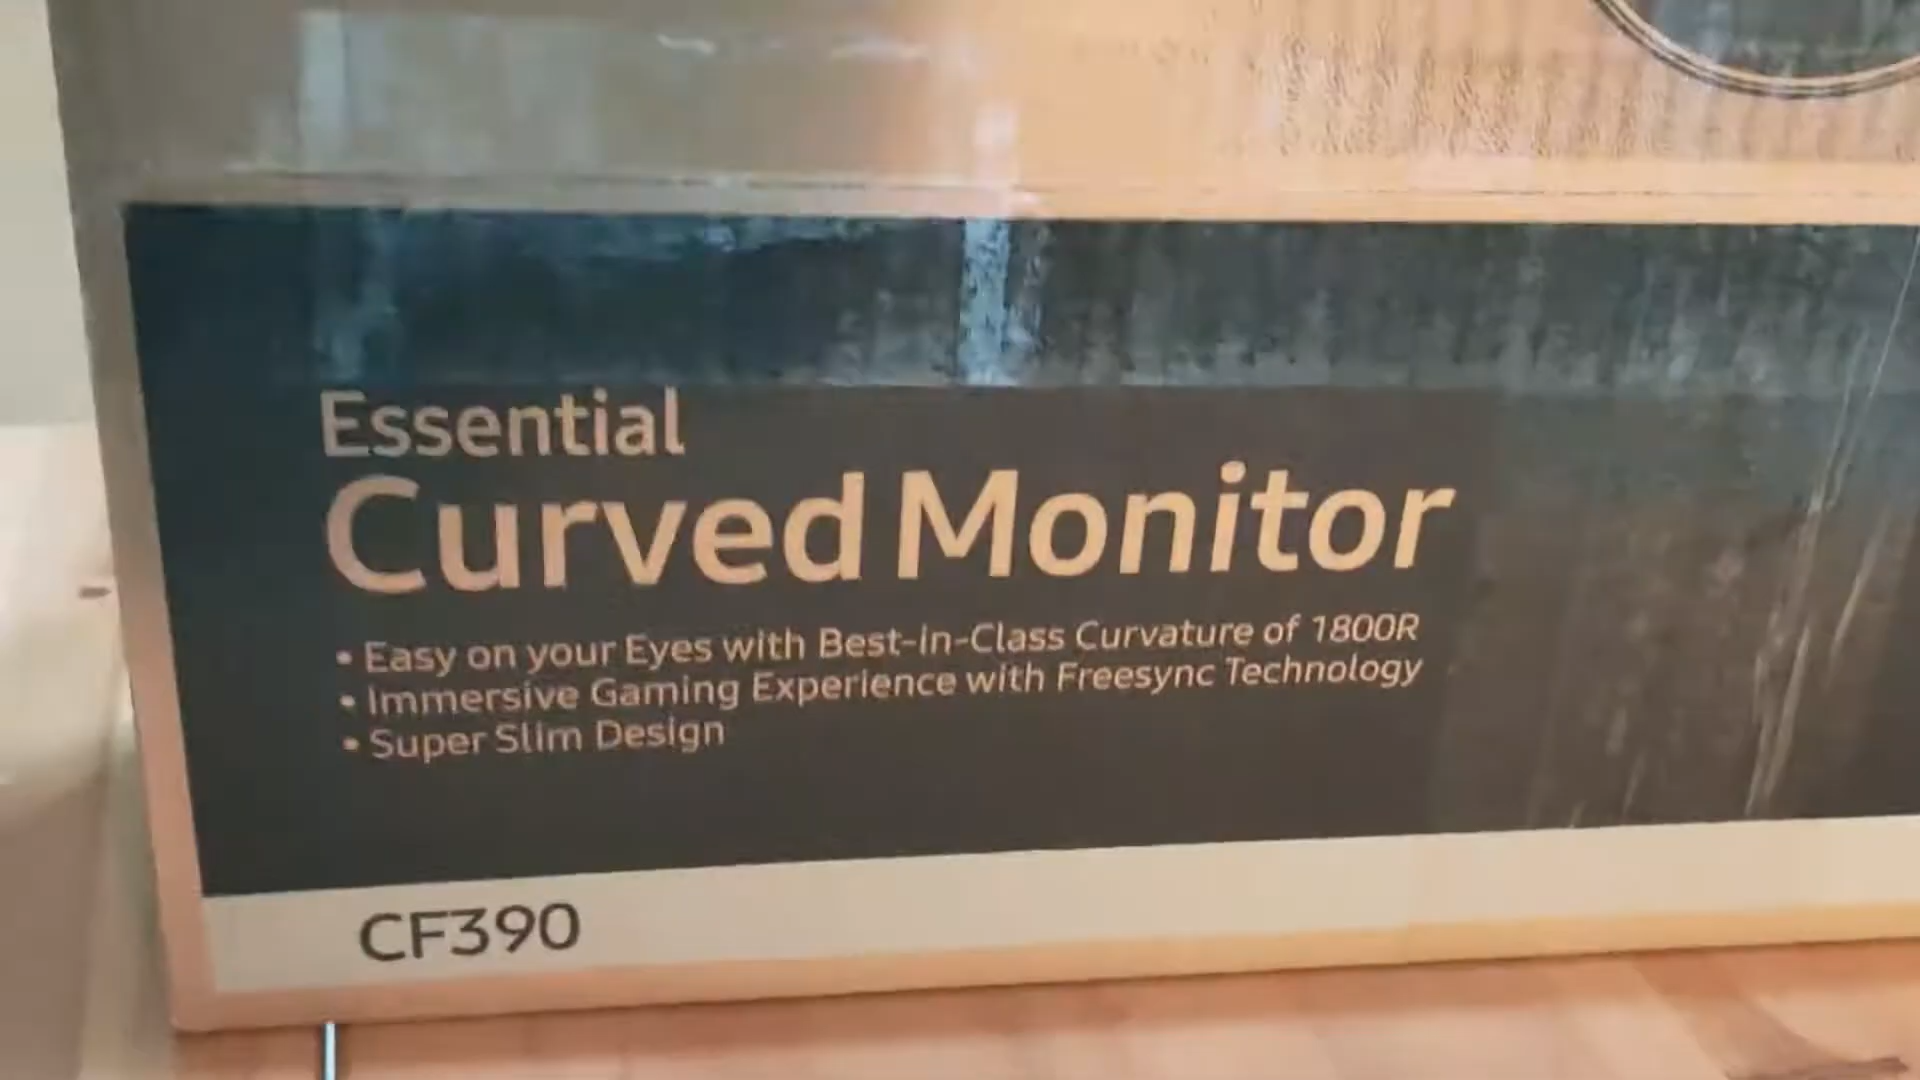 Essential
Curved Monitor
• Easy on your Eyes with Best-in-Class Curvature of 1800R
• Immersive Gaming Experience with Freesync Technology
• Super Slim Design
CF390